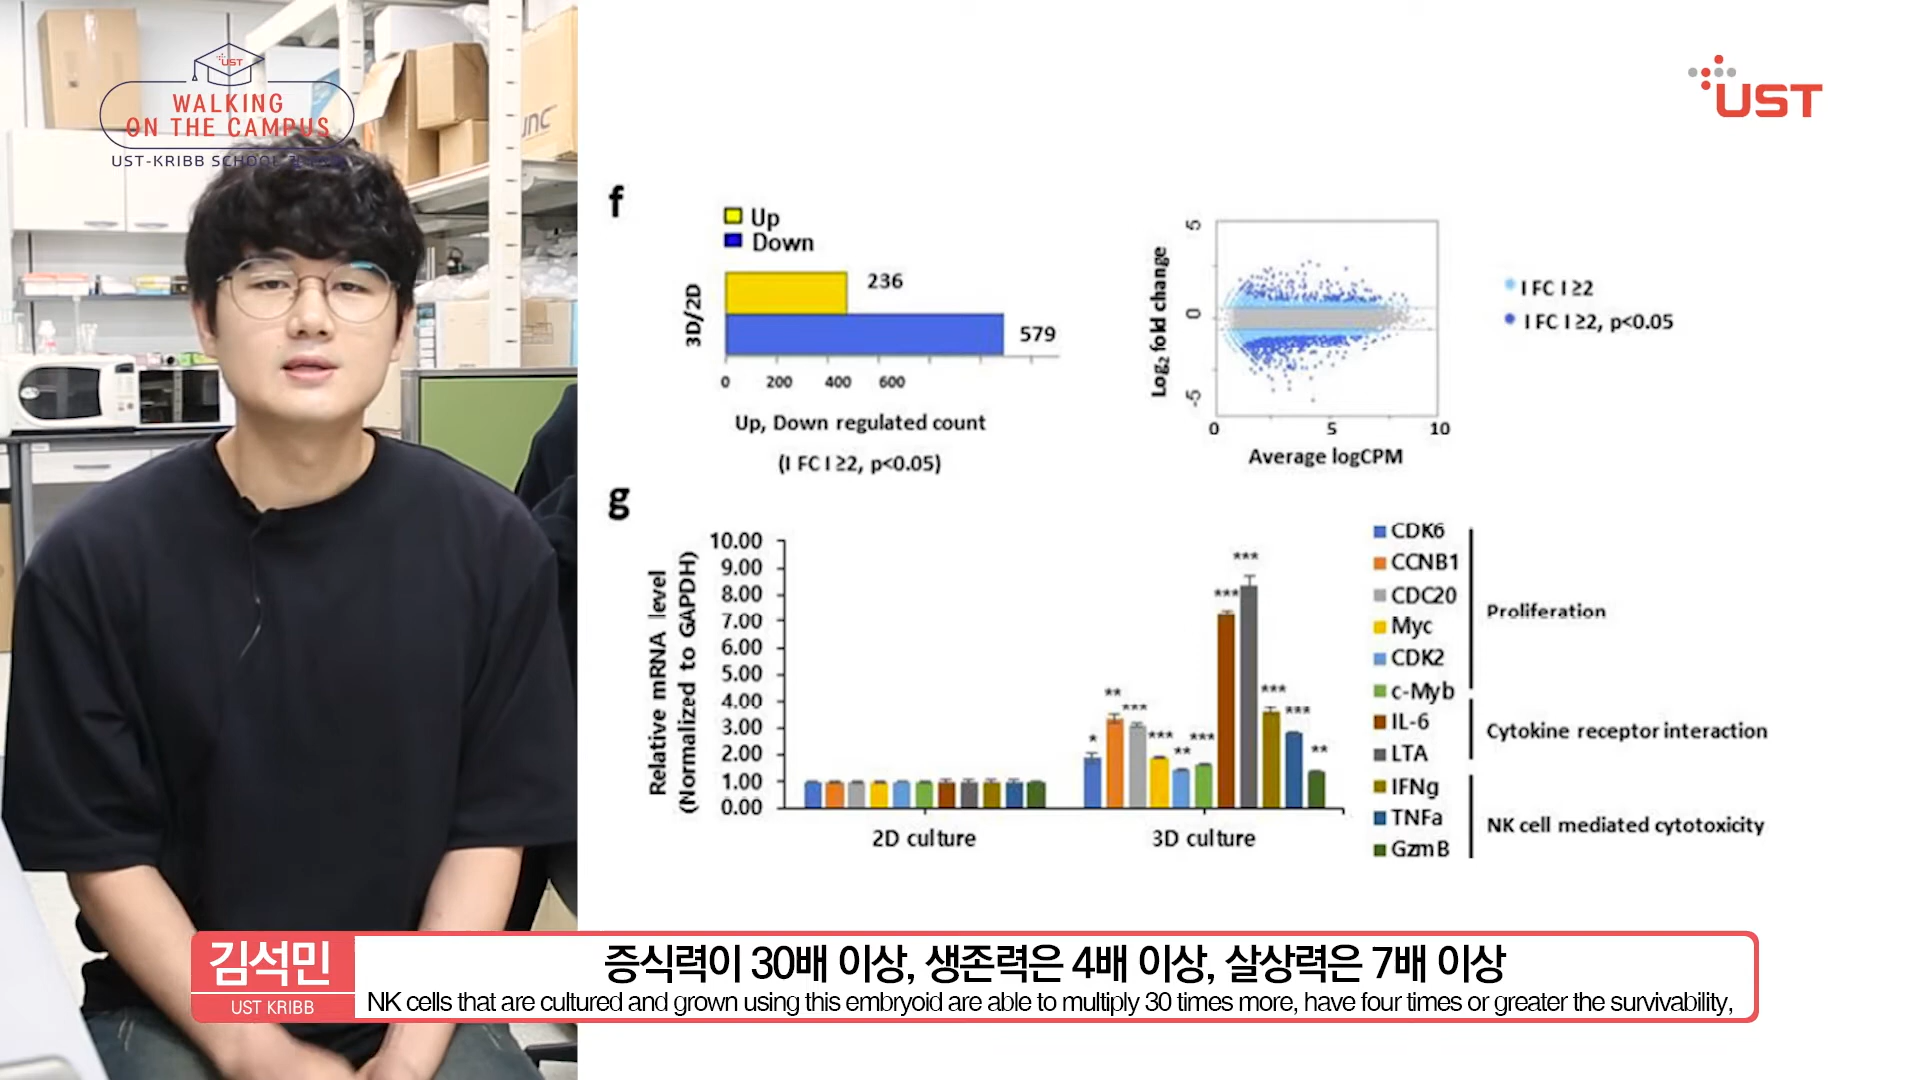 UST
WALKING
ON THE CAMPUS
UST-KRIBB SCHOOL
UST
f
Up
Down
3D/2D
236
579
0 200 400 600
Up, Down regulated count
(I FC I ≥2, p<0.05)
Log2 fold change
5
0
-5
0 5 10
Average logCPM
I FC I ≥2
I FC I ≥2, p<0.05
g
Relative mRNA level
(Normalized to GAPDH)
10.00
9.00
8.00
7.00
6.00
5.00
4.00
3.00
2.00
1.00
0.00
* ** *** *** ** *** *** *** *** *** **
2D culture
3D culture
CDK6
CCNB1
CDC20
Myc
CDK2
c-Myb
IL-6
LTA
IFNg
TNFa
GzmB
Proliferation
Cytokine receptor interaction
NK cell mediated cytotoxicity
김석민
UST KRIBB
증식력이 30배 이상, 생존력은 4배 이상, 살상력은 7배 이상
NK cells that are cultured and grown using this embryoid are able to multiply 30 times more, have four times or greater the survivability,